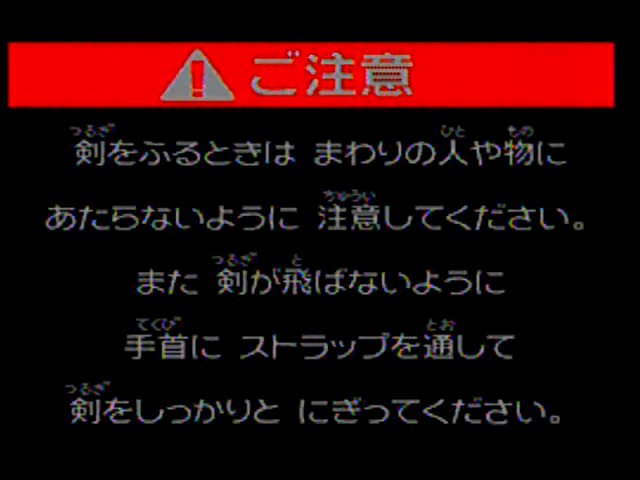 ご注意
剣をふるときは まわりの人や物に
あたらないように 注意してください。
また 剣が飛ばないように
手首に ストラップを通して
剣をしっかりと にぎってください。